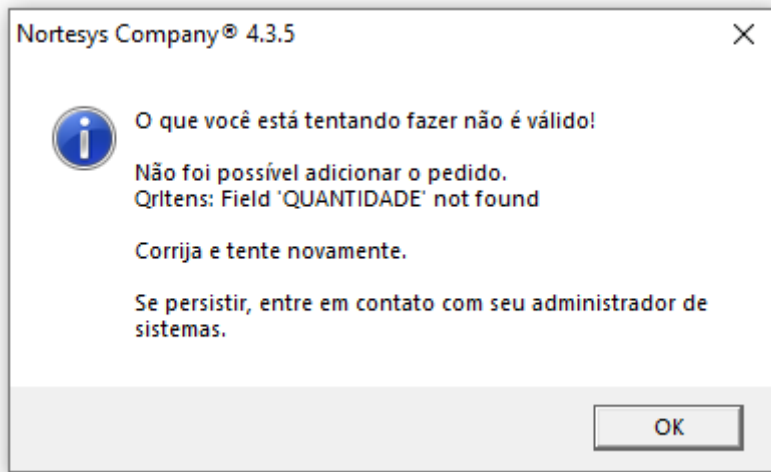 Nortesys Company® 4.3.5
O que você está tentando fazer não é válido!
Não foi possível adicionar o pedido.
QrItens: Field 'QUANTIDADE' not found
Corrija e tente novamente.
Se persistir, entre em contato com seu administrador de
sistemas.
OK